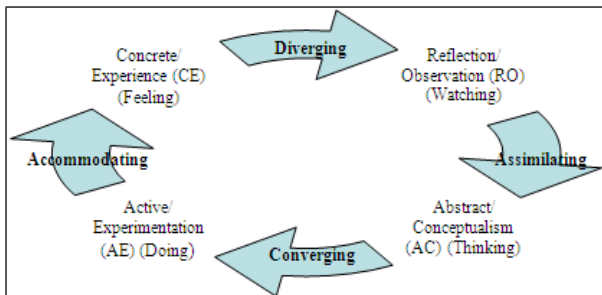 Concrete/
Experience (CE)
(Feeling)
Diverging
Reflection/
Observation (RO)
(Watching)
Accommodating
Assimilating
Active/
Experimentation
(AE) (Doing)
Converging
Abstract/
Conceptualism
(AC) (Thinking)